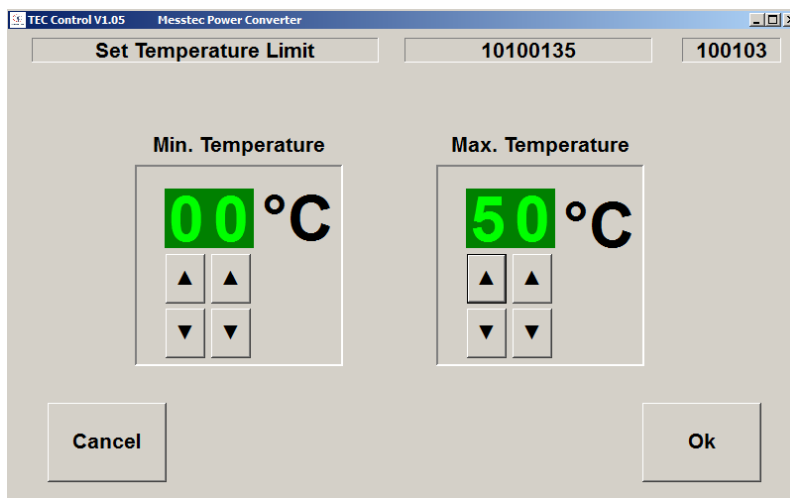 TEC Control V1.05 Messtec Power Converter
Set Temperature Limit 10100135 100103
Min. Temperature Max. Temperature
00 °C 50 °C
▲ ▲ ▲ ▲
▼ ▼ ▼ ▼
Cancel Ok